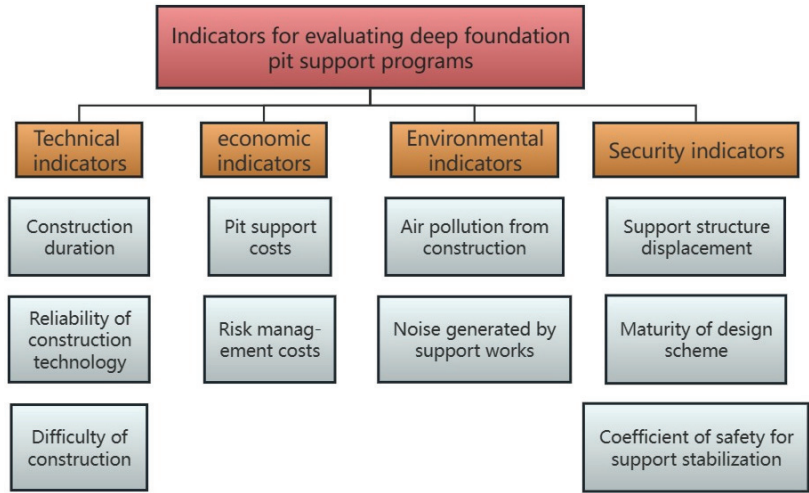 Indicators for evaluating deep foundation
pit support programs
Technical
indicators
economic
indicators
Environmental
indicators
Security indicators
Construction
duration
Pit support
costs
Air pollution from
construction
Support structure
displacement
Reliability of
construction
technology
Risk manag-
ement costs
Noise generated by
support works
Maturity of design
scheme
Difficulty of
construction
Coefficient of safety for
support stabilization